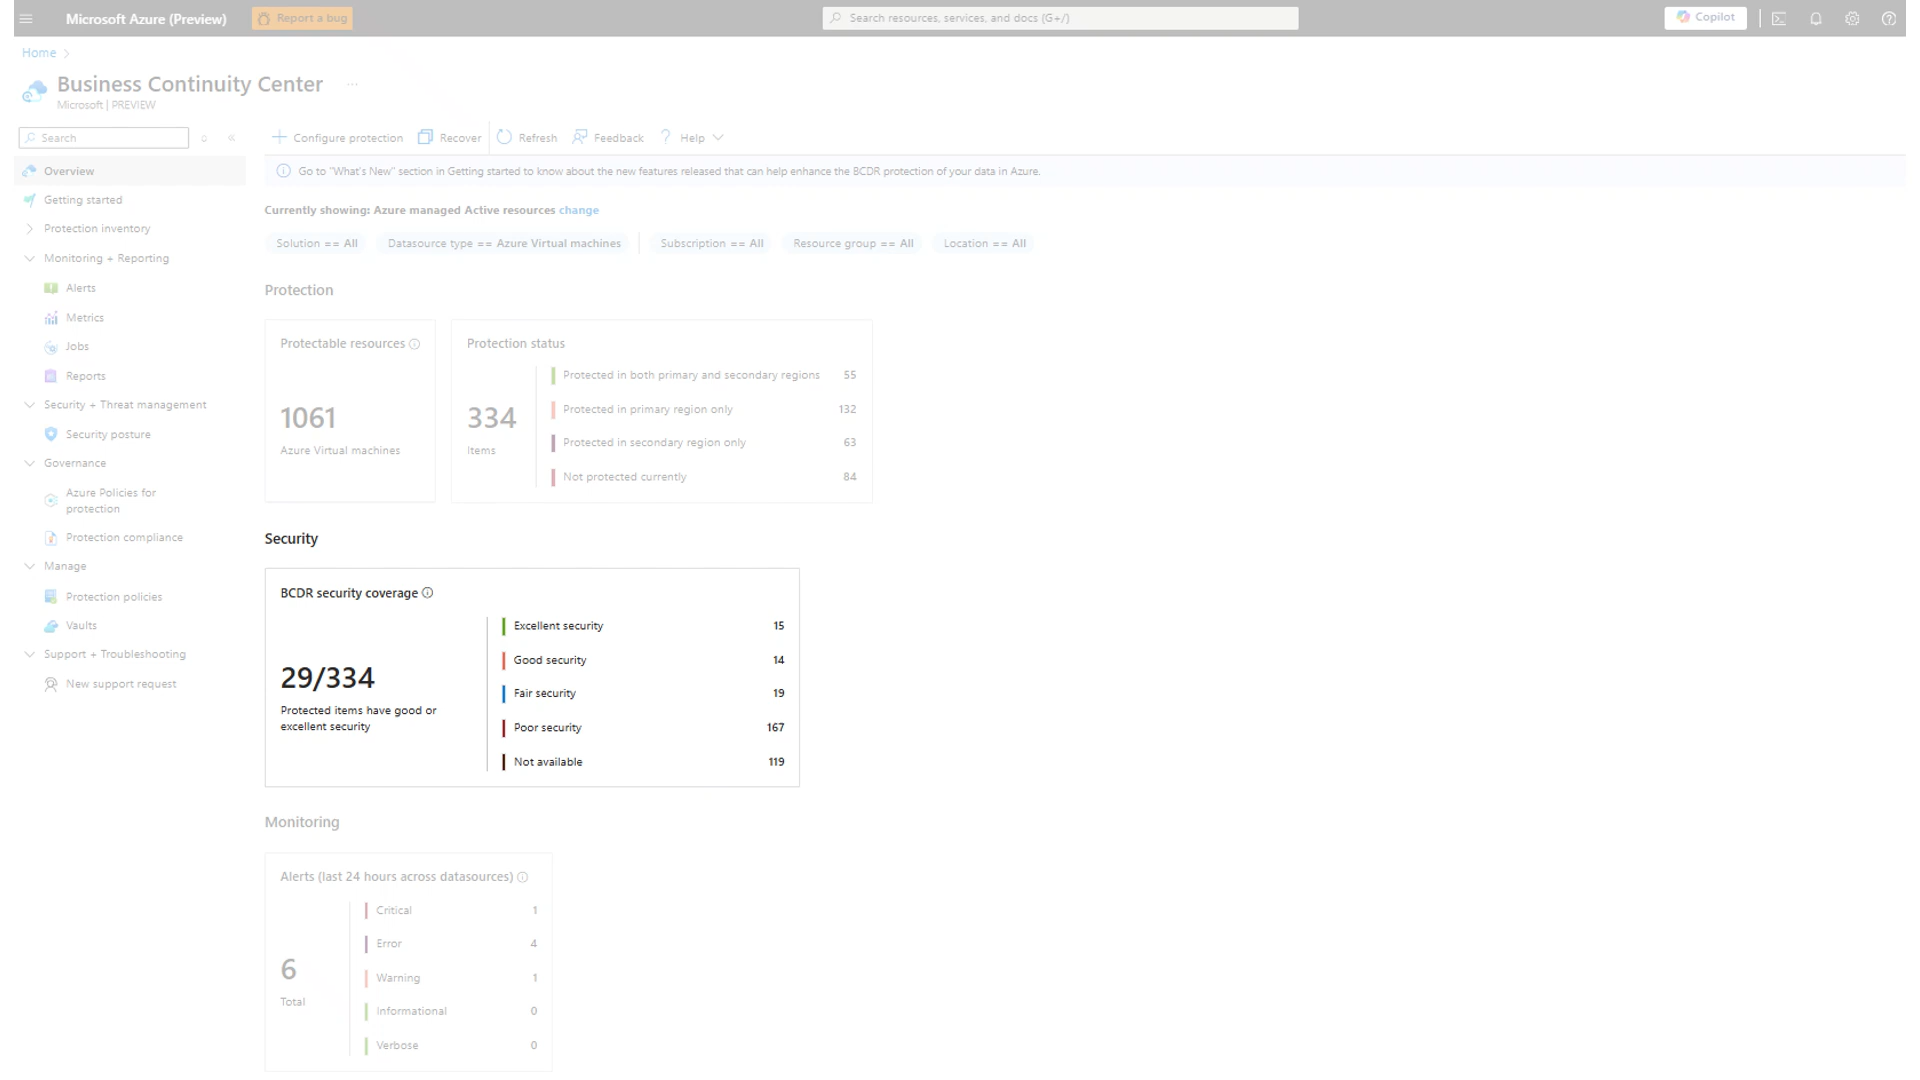 Microsoft Azure (Preview)
Report a bug
Search resources, services, and docs (G+/)
Copilot
Home
Business Continuity Center
...
Microsoft | PREVIEW
Search
Configure protection
Recover
Refresh
Feedback
Help
Overview
Getting started
Protection inventory
Monitoring + Reporting
Alerts
Metrics
Jobs
Reports
Security + Threat management
Security posture
Governance
Azure Policies for
protection
Protection compliance
Manage
Protection policies
Vaults
Support + Troubleshooting
New support request
Go to "What's New" section in Getting started to know about the new features released that can help enhance the BCDR protection of your data in Azure.
Currently showing: Azure managed Active resources change
Solution == All
Datasource type == Azure Virtual machines
Subscription == All
Resource group == All
Location == All
Protection
Protectable resources
1061
Azure Virtual machines
Protection status
334
Items
Protected in both primary and secondary regions 55
Protected in primary region only 132
Protected in secondary region only 63
Not protected currently 84
Security
BCDR security coverage
29/334
Protected items have good or
excellent security
Excellent security 15
Good security 14
Fair security 19
Poor security 167
Not available 119
Monitoring
Alerts (last 24 hours across datasources)
6
Total
Critical 1
Error 4
Warning 1
Informational 0
Verbose 0